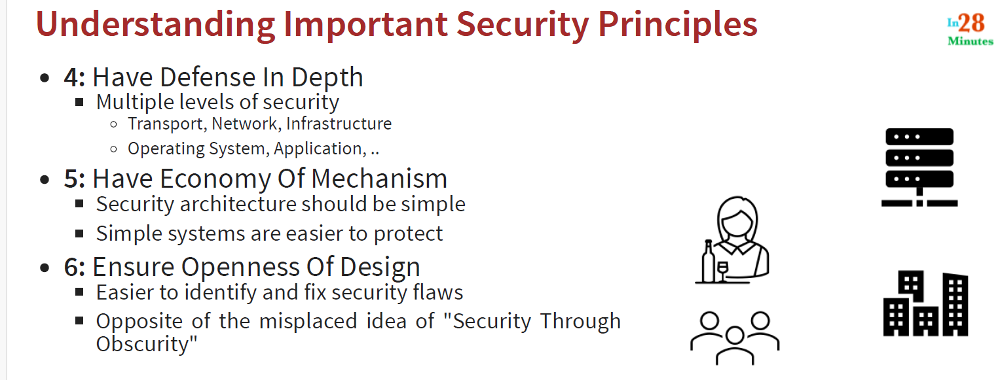 Understanding Important Security Principles
In28
Minutes
4: Have Defense In Depth
Multiple levels of security
Transport, Network, Infrastructure
Operating System, Application, ..
5: Have Economy Of Mechanism
Security architecture should be simple
Simple systems are easier to protect
6: Ensure Openness Of Design
Easier to identify and fix security flaws
Opposite of the misplaced idea of "Security Through
Obscurity"